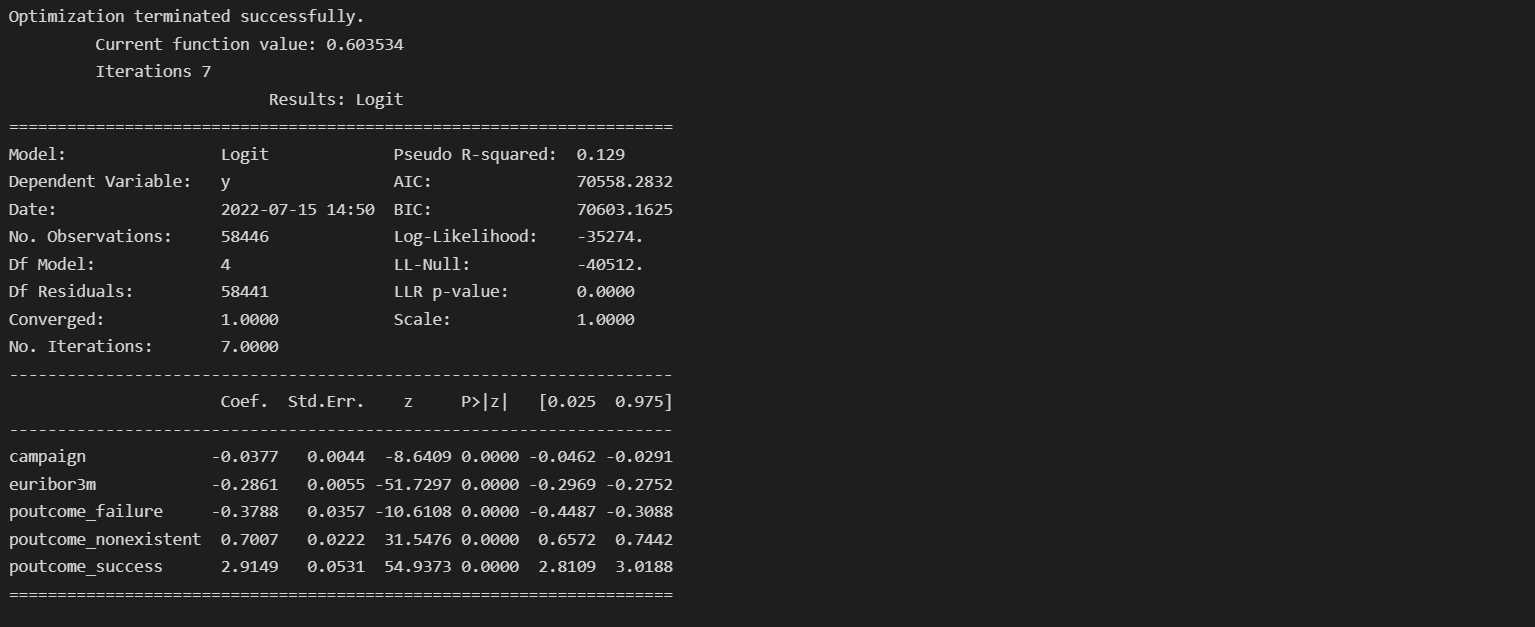 Optimization terminated successfully.
         Current function value: 0.603534
         Iterations 7
                           Results: Logit
=====================================================================
Model:                Logit             Pseudo R-squared:  0.129
Dependent Variable:   y                 AIC:               70558.2832
Date:                 2022-07-15 14:50  BIC:               70603.1625
No. Observations:     58446             Log-Likelihood:    -35274.
Df Model:             4                 LL-Null:           -40512.
Df Residuals:         58441             LLR p-value:       0.0000
Converged:            1.0000            Scale:             1.0000
No. Iterations:       7.0000
---------------------------------------------------------------------
                      Coef.  Std.Err.    z     P>|z|   [0.025  0.975]
---------------------------------------------------------------------
campaign             -0.0377   0.0044  -8.6409 0.0000 -0.0462 -0.0291
euribor3m            -0.2861   0.0055 -51.7297 0.0000 -0.2969 -0.2752
poutcome_failure     -0.3788   0.0357 -10.6108 0.0000 -0.4487 -0.3088
poutcome_nonexistent  0.7007   0.0222  31.5476 0.0000  0.6572  0.7442
poutcome_success      2.9149   0.0531  54.9373 0.0000  2.8109  3.0188
=====================================================================